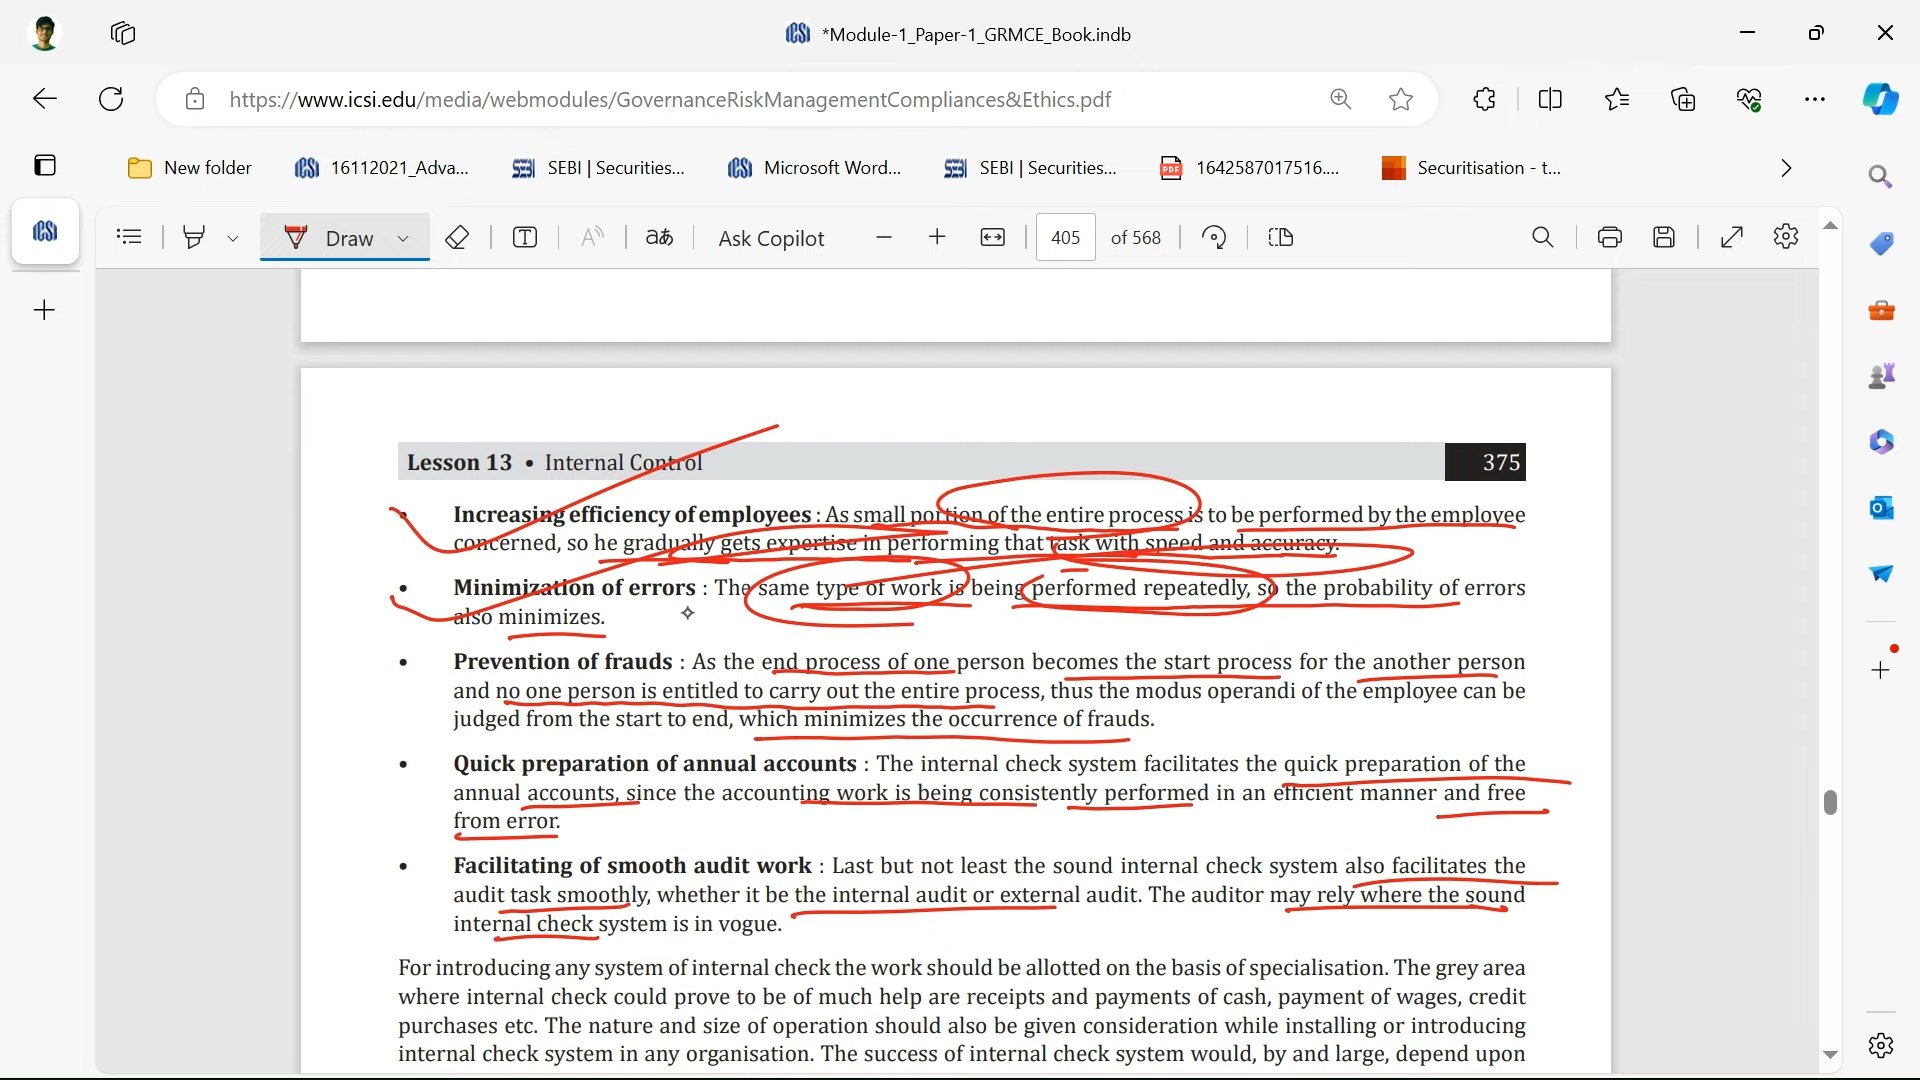 *Module-1_Paper-1_GRMCE_Book.indb
https://www.icsi.edu/media/webmodules/GovernanceRiskManagementCompliances&Ethics.pdf
New folder
16112021_Adva...
SEBI | Securities...
Microsoft Word...
SEBI | Securities...
1642587017516....
Securitisation - t...
Draw
Ask Copilot
405
of 568
Lesson 13 • Internal Control
375
• Increasing efficiency of employees : As small portion of the entire process is to be performed by the employee
concerned, so he gradually gets expertise in performing that task with speed and accuracy.
• Minimization of errors : The same type of work is being performed repeatedly, so the probability of errors
also minimizes.
• Prevention of frauds : As the end process of one person becomes the start process for the another person
and no one person is entitled to carry out the entire process, thus the modus operandi of the employee can be
judged from the start to end, which minimizes the occurrence of frauds.
• Quick preparation of annual accounts : The internal check system facilitates the quick preparation of the
annual accounts, since the accounting work is being consistently performed in an efficient manner and free
from error.
• Facilitating of smooth audit work : Last but not least the sound internal check system also facilitates the
audit task smoothly, whether it be the internal audit or external audit. The auditor may rely where the sound
internal check system is in vogue.
For introducing any system of internal check the work should be allotted on the basis of specialisation. The grey area
where internal check could prove to be of much help are receipts and payments of cash, payment of wages, credit
purchases etc. The nature and size of operation should also be given consideration while installing or introducing
internal check system in any organisation. The success of internal check system would, by and large, depend upon